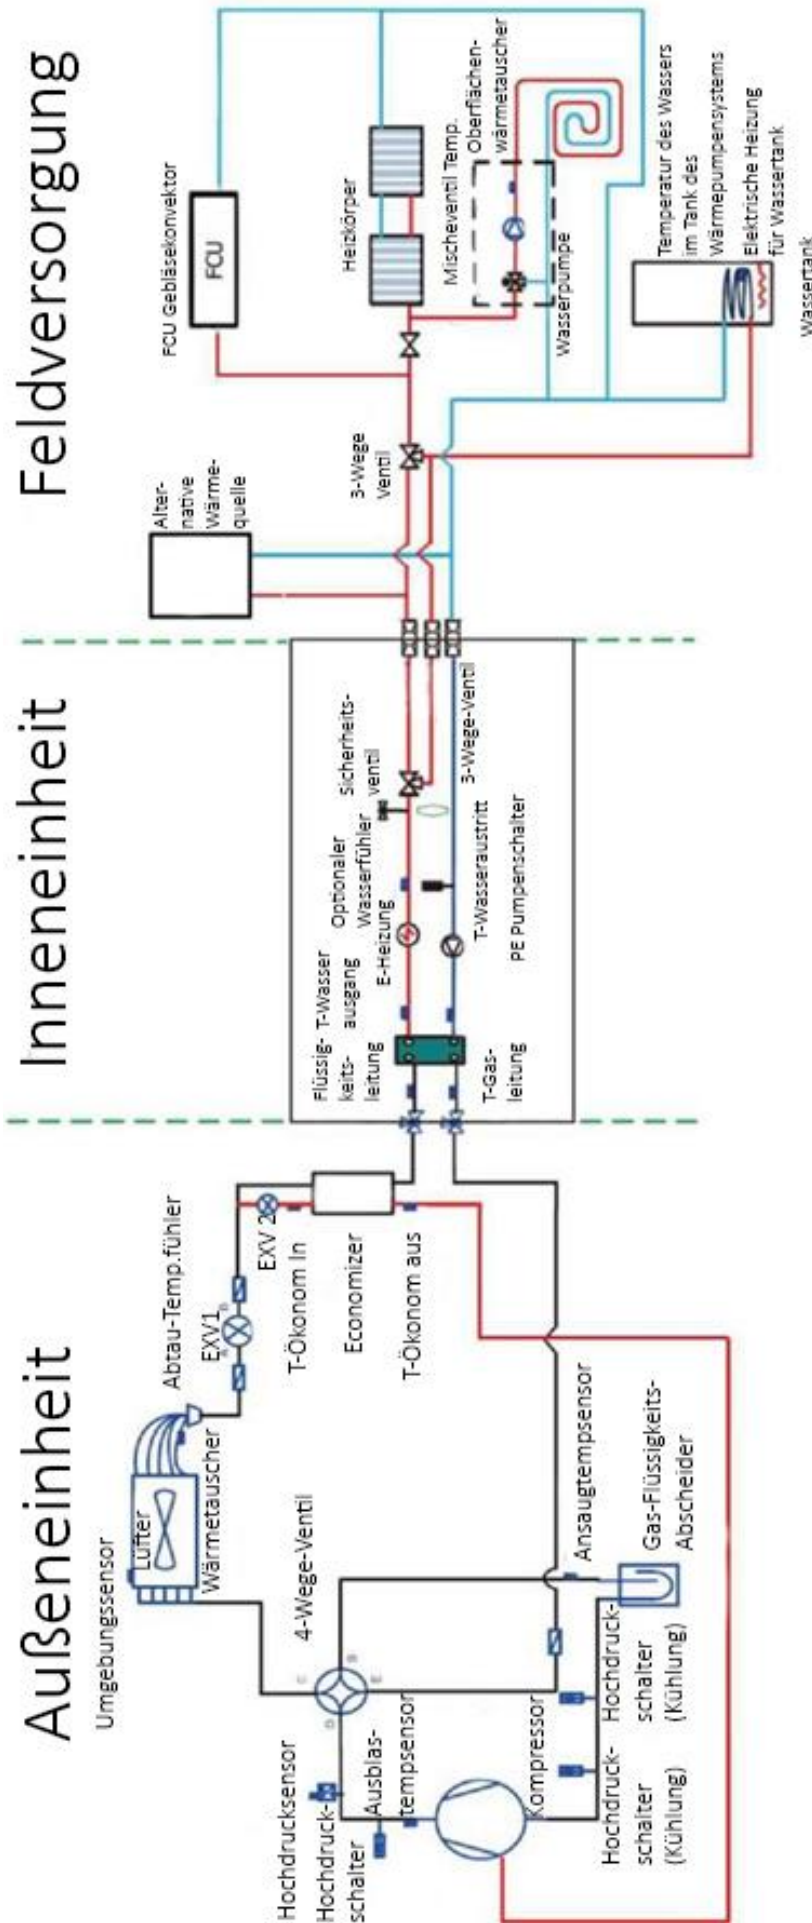 Außeneinheit
Inneneinheit
Feldversorgung
Umgebungssensor
Lüfter
Wärmetauscher
Abtau-Temp.fühler
EXV1
A
B
EXV 2
T-Ökonom In
Economizer
T-Ökonom aus
4-Wege-Ventil
C
D
S
E
Hochdrucksensor
Hochdruck-
schalter
Ausblas-
tempsensor
Kompressor
Ansaugtempsensor
Gas-Flüssigkeits-
Abscheider
Hochdruck-
schalter
(Kühlung)
Hochdruck-
schalter
(Kühlung)
Flüssig-
keits-
leitung
T-Wasser
ausgang
E-Heizung
Optionaler
Wasserfühler
Sicherheits-
ventil
T-Gas-
leitung
PE Pumpenschalter
T-Wasseraustritt
3-Wege-Ventil
Alter-
native
Wärme-
quelle
3-Wege
Ventil
FCU Gebläsekonvektor
FCU
Heizkörper
Mischeventil Temp.
Oberflächen-
wärmetauscher
Wasserpumpe
Temperatur des Wassers
im Tank des
Wärmepumpensystems
Elektrische Heizung
für Wassertank
Wassertank